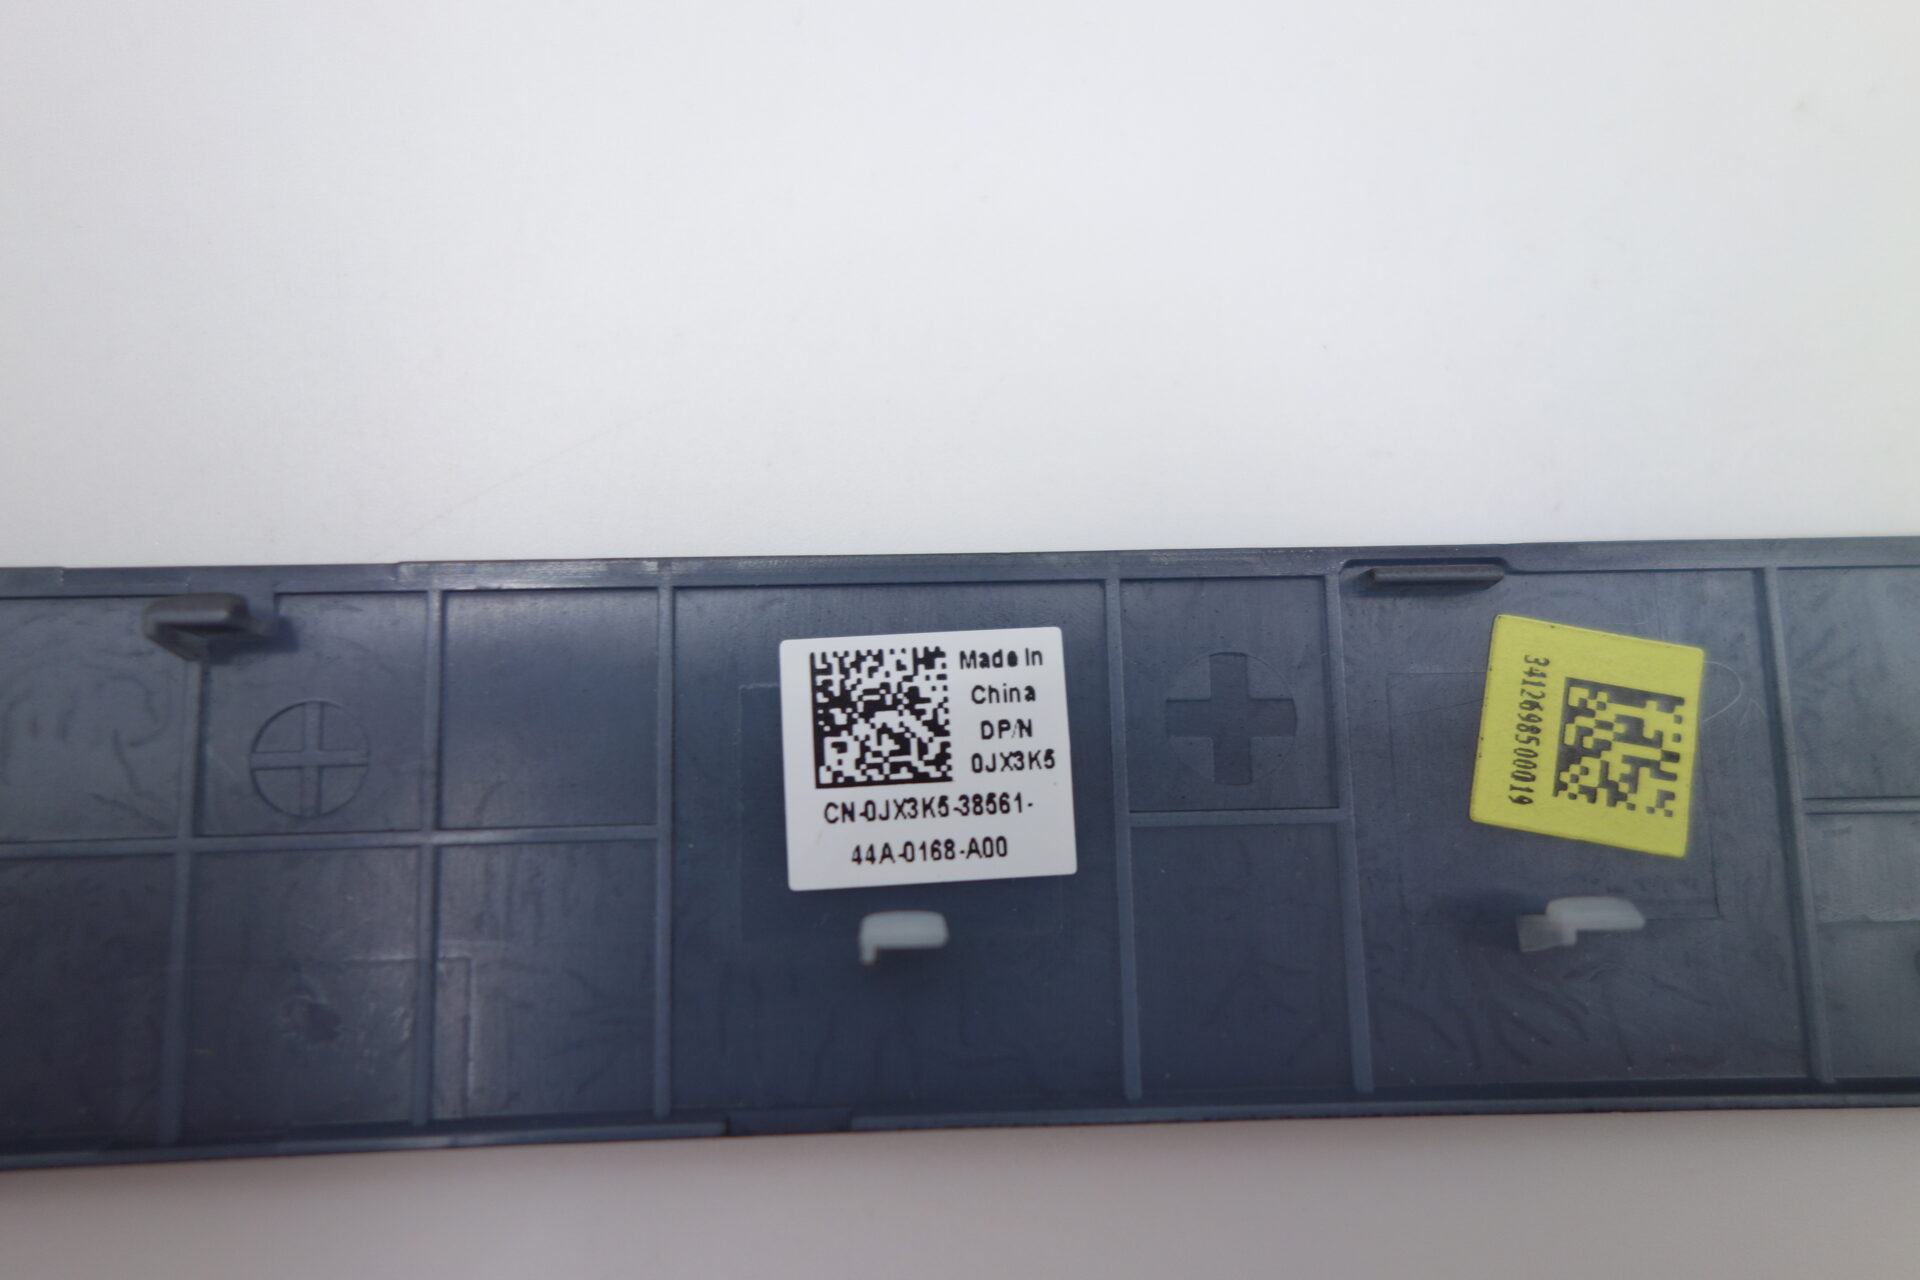 Made In
China
DP/N
0JX3K5
CN-0JX3K5-38561-
44A-0168-A00
3412698500019